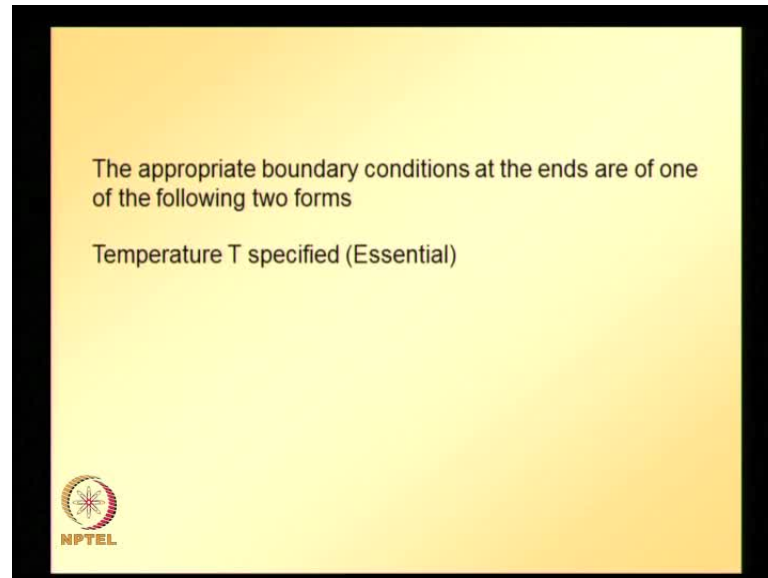 The appropriate boundary conditions at the ends are of one
of the following two forms
Temperature T specified (Essential)
NPTEL